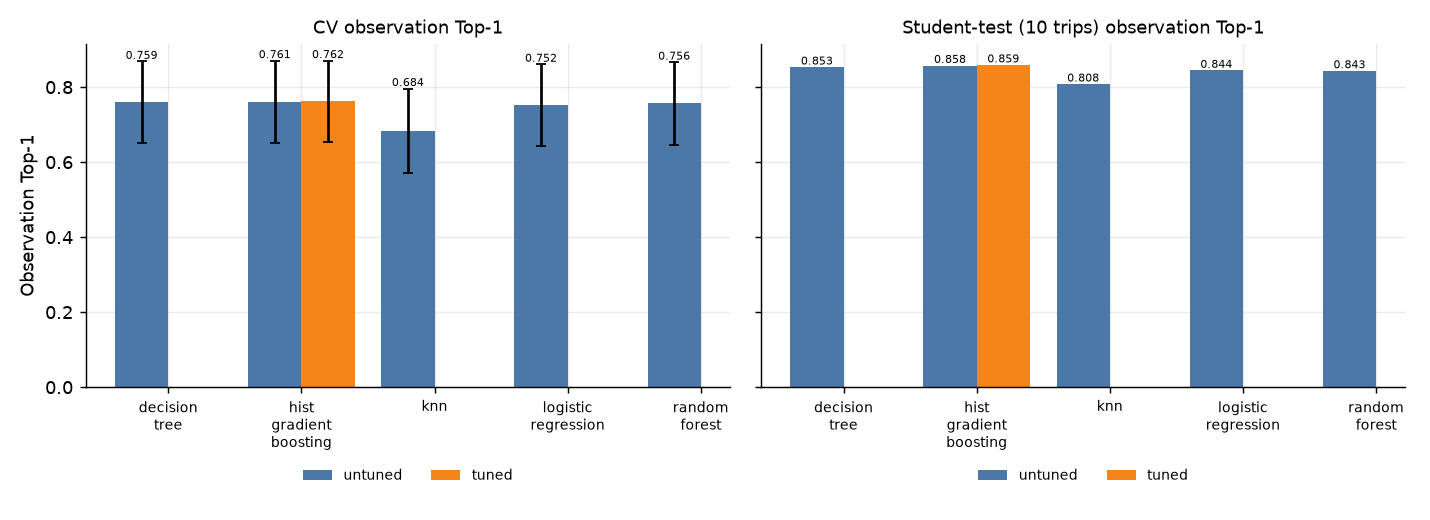 CV observation Top-1
Observation Top-1
0.8
0.6
0.4
0.2
0.0
0.759
0.761
0.762
0.684
0.752
0.756
decision
tree
hist
gradient
boosting
knn
logistic
regression
random
forest
untuned
tuned
Student-test (10 trips) observation Top-1
0.853
0.858
0.859
0.808
0.844
0.843
decision
tree
hist
gradient
boosting
knn
logistic
regression
random
forest
untuned
tuned